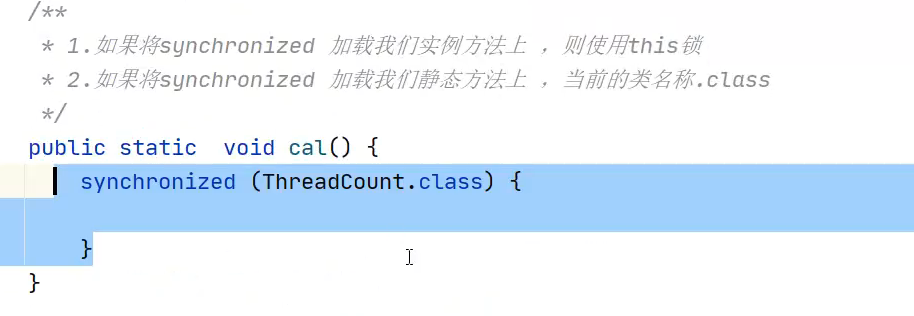 /**
 * 1.如果将synchronized 加载我们实例方法上 ，则使用this锁
 * 2.如果将synchronized 加载我们静态方法上 ，当前的类名称.class
 */
public static  void cal() {
    synchronized (ThreadCount.class) {
    }
}